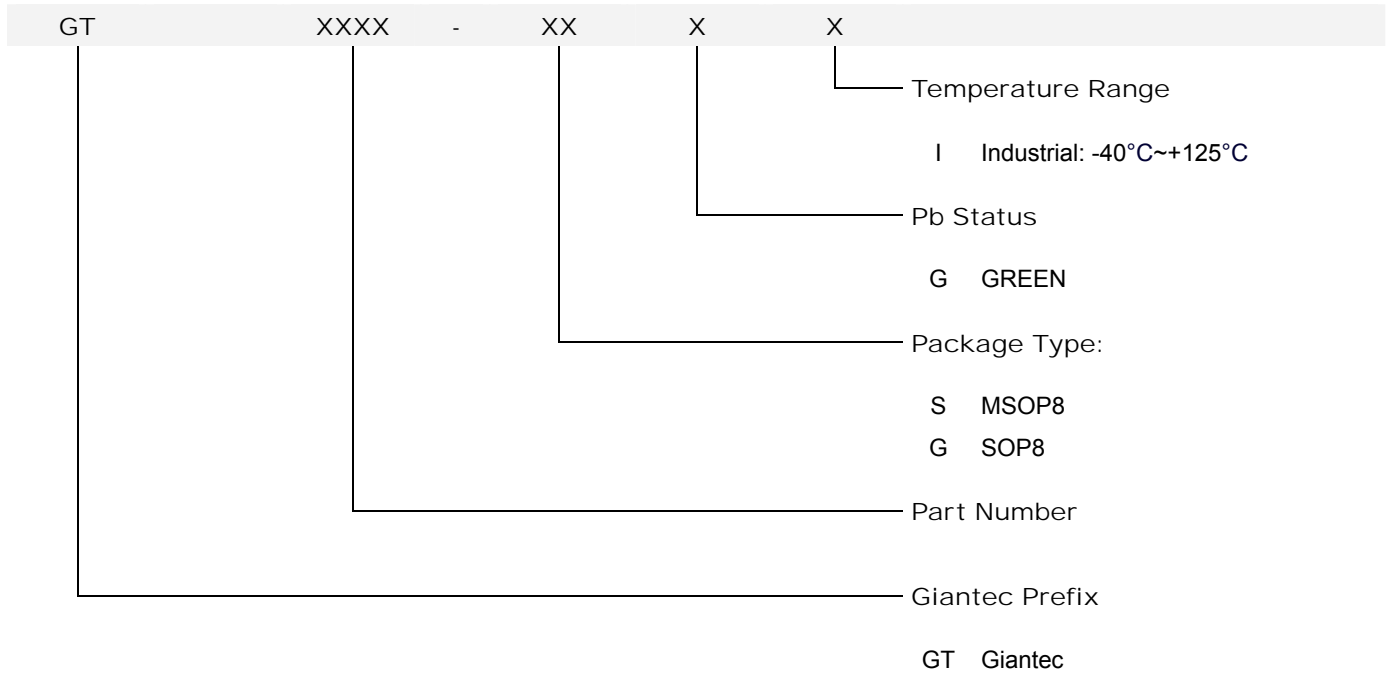 GT XXXX - XX X X
Temperature Range
I Industrial: -40°C~+125°C
Pb Status
G GREEN
Package Type:
S MSOP8
G SOP8
Part Number
Giantec Prefix
GT Giantec